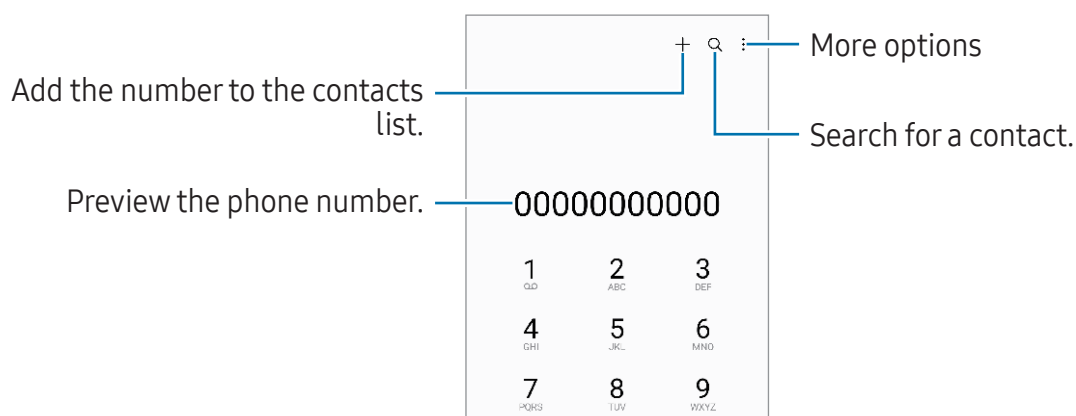 More options
Add the number to the contacts
list.
Search for a contact.
Preview the phone number.
00000000000
1 2 3
ABC DEF
4 5 6
GHI JKL MNO
7 8 9
PQRS TUV WXYZ